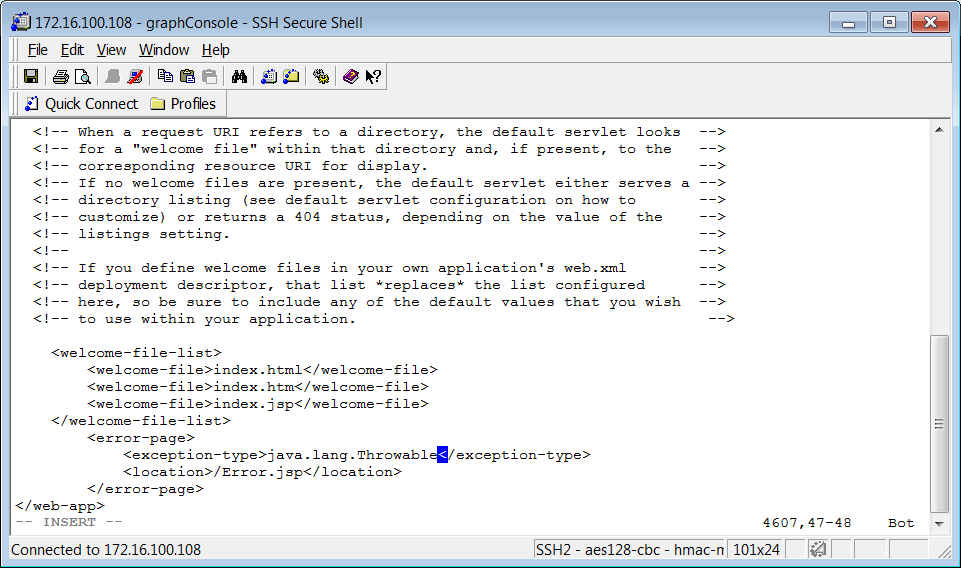 172.16.100.108 - graphConsole - SSH Secure Shell
File Edit View Window Help
Quick Connect Profiles
<!-- When a request URI refers to a directory, the default servlet looks -->
<!-- for a "welcome file" within that directory and, if present, to the -->
<!-- corresponding resource URI for display. -->
<!-- If no welcome files are present, the default servlet either serves a -->
<!-- directory listing (see default servlet configuration on how to -->
<!-- customize) or returns a 404 status, depending on the value of the -->
<!-- listings setting. -->
<!-- -->
<!-- If you define welcome files in your own application's web.xml -->
<!-- deployment descriptor, that list *replaces* the list configured -->
<!-- here, so be sure to include any of the default values that you wish -->
<!-- to use within your application. -->
<welcome-file-list>
<welcome-file>index.html</welcome-file>
<welcome-file>index.htm</welcome-file>
<welcome-file>index.jsp</welcome-file>
</welcome-file-list>
<error-page>
<exception-type>java.lang.Throwable</exception-type>
<location>/Error.jsp</location>
</error-page>
</web-app>
-- INSERT -- 4607,47-48 Bot
Connected to 172.16.100.108 SSH2 - aes128-cbc - hmac-m 101x24